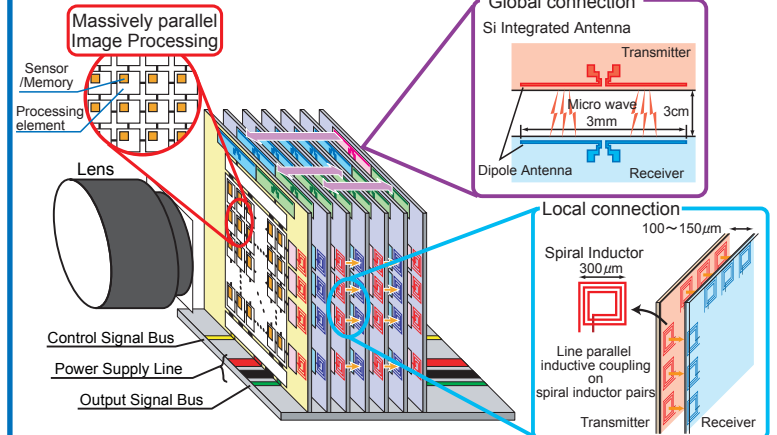 Massively parallel
Image Processing
Sensor
/Memory
Processing
element
Lens
Control Signal Bus
Power Supply Line
Output Signal Bus
Global connection
Si Integrated Antenna
Transmitter
Micro wave
3mm
3cm
Dipole Antenna
Receiver
Local connection
100～150μm
Spiral Inductor
300μm
Line parallel
inductive coupling
on
spiral inductor pairs
Transmitter
Receiver